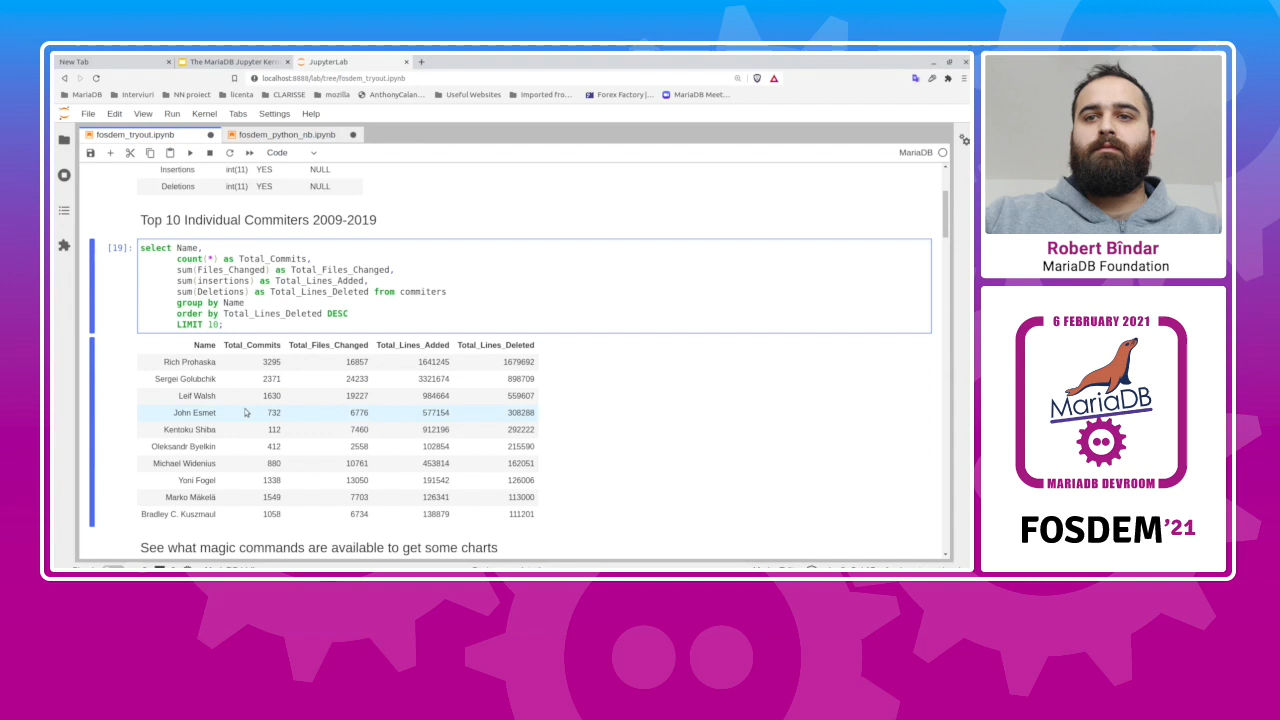 New Tab
The MariaDB Jupyter Kern
JupyterLab
localhost:8888/lab/tree/fosdem_tryout.ipynb
MariaDB Interviuri NN project licenta CLARISSE mozilla AnthonyCalan... Useful Websites Imported fro... Forex Factory |... MariaDB Meet...
File Edit View Run Kernel Tabs Settings Help
fosdem_tryout.ipynb
fosdem_python_nb.ipynb
Code
MariaDB
Insertions int(11) YES NULL
Deletions int(11) YES NULL
Top 10 Individual Commiters 2009-2019
[19]:
select Name,
count(*) as Total_Commits,
sum(Files_Changed) as Total_Files_Changed,
sum(insertions) as Total_Lines_Added,
sum(Deletions) as Total_Lines_Deleted from commiters
group by Name
order by Total_Lines_Deleted DESC
LIMIT 10;
Name Total_Commits Total_Files_Changed Total_Lines_Added Total_Lines_Deleted
Rich Prohaska 3295 16857 1641245 1679692
Sergei Golubchik 2371 24233 3321674 898709
Leif Walsh 1630 19227 984664 559607
John Esmet 732 6776 577154 308288
Kentoku Shiba 112 7460 912196 292222
Oleksandr Byelkin 412 2558 102854 215590
Michael Widenius 880 10761 453814 162051
Yoni Fogel 1338 13050 191542 126006
Marko Mäkelä 1549 7703 126341 113000
Bradley C. Kuszmaul 1058 6734 138879 111201
See what magic commands are available to get some charts
Robert Bîndar
MariaDB Foundation
6 FEBRUARY 2021
MariaDB
MARIADB DEVROOM
FOSDEM'21